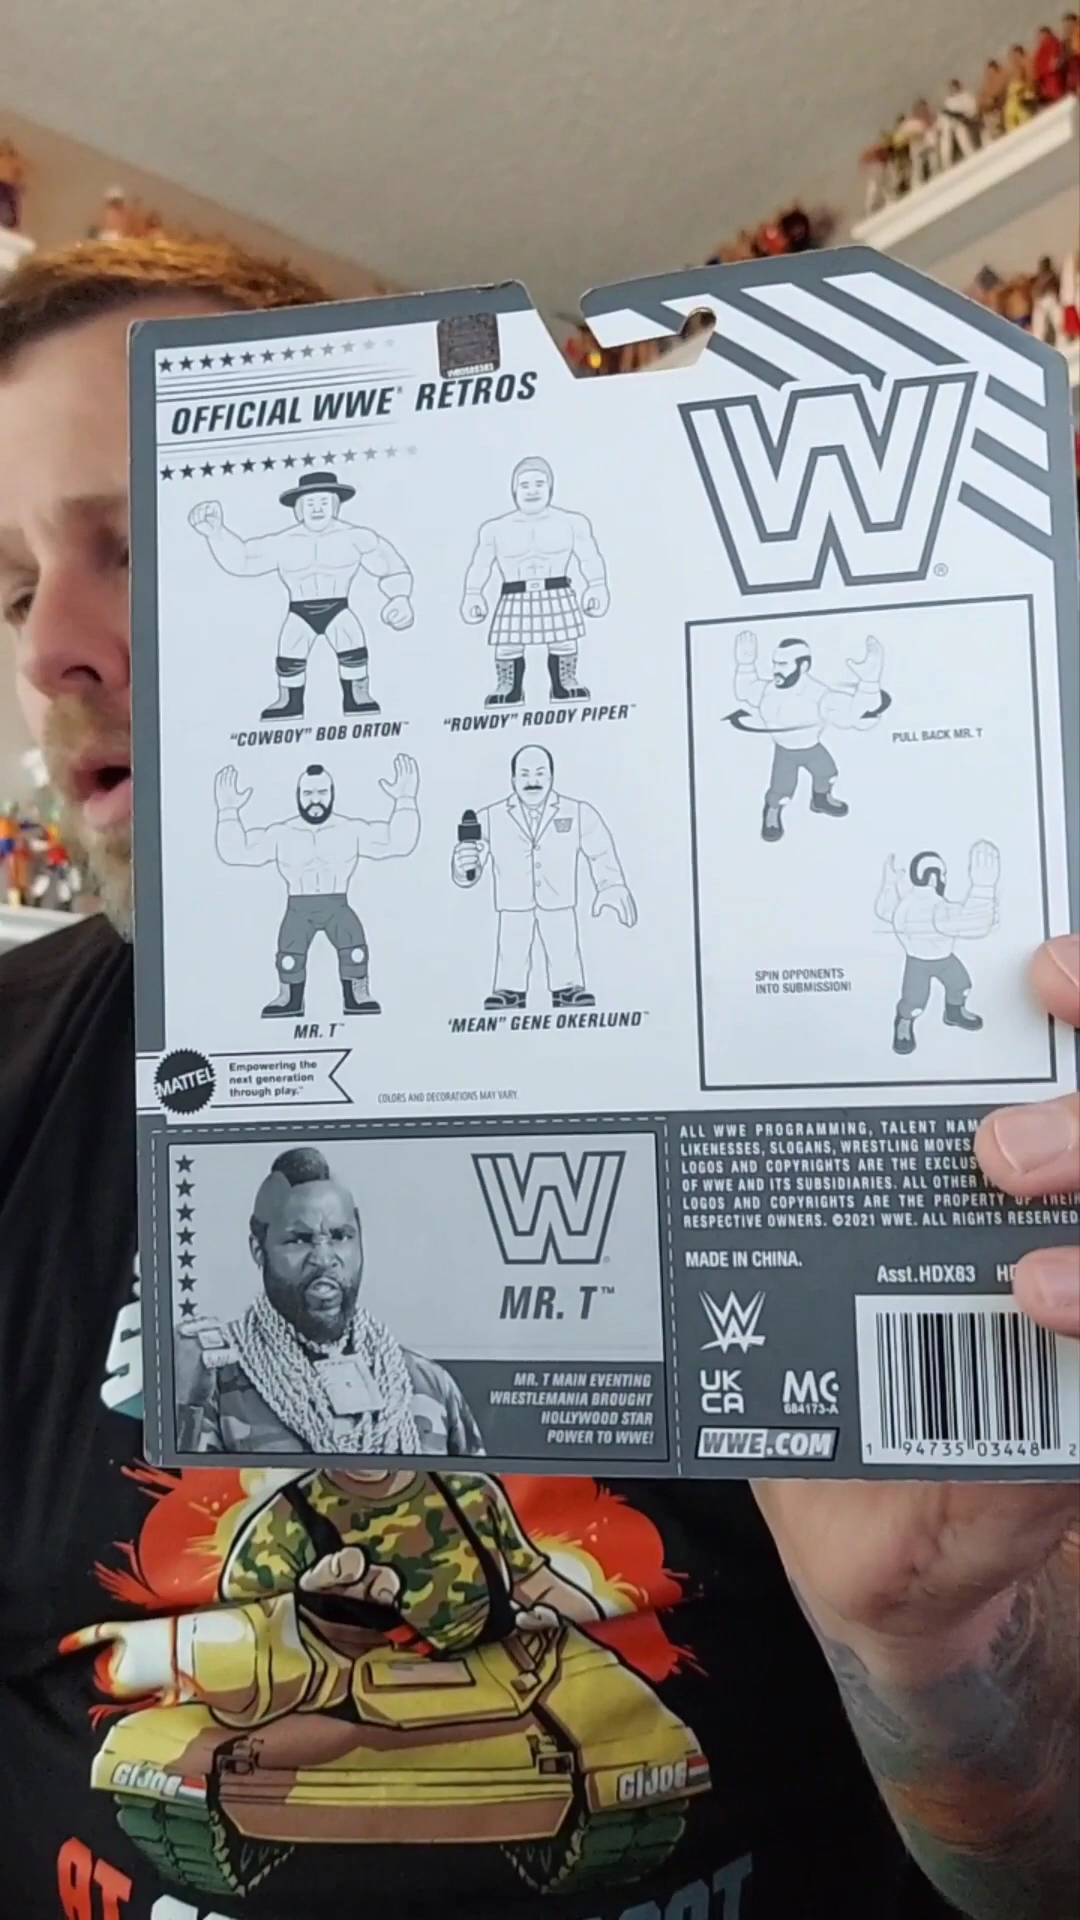 OFFICIAL WWE® RETROS
W®
"COWBOY" BOB ORTON™
"ROWDY" RODDY PIPER™
PULL BACK MR. T
SPIN OPPONENTS
INTO SUBMISSION!
MR. T™
'MEAN" GENE OKERLUND™
MATTEL
Empowering the
next generation
through play.™
COLORS AND DECORATIONS MAY VARY.
W®
MR. T™
MR. T MAIN EVENTING
WRESTLEMANIA BROUGHT
HOLLYWOOD STAR
POWER TO WWE!
ALL WWE PROGRAMMING, TALENT NAM
LIKENESSES, SLOGANS, WRESTLING MOVES
LOGOS AND COPYRIGHTS ARE THE EXCLUS
OF WWE AND ITS SUBSIDIARIES. ALL OTHER
LOGOS AND COPYRIGHTS ARE THE PROPERTY OF THEIR
RESPECTIVE OWNERS. ©2021 WWE. ALL RIGHTS RESERVED
MADE IN CHINA.
Asst.HDX83
W
UK
CA
MC
684173-A
WWE.COM
1 94735 03448 2
GIJOE
GIJOE
AT